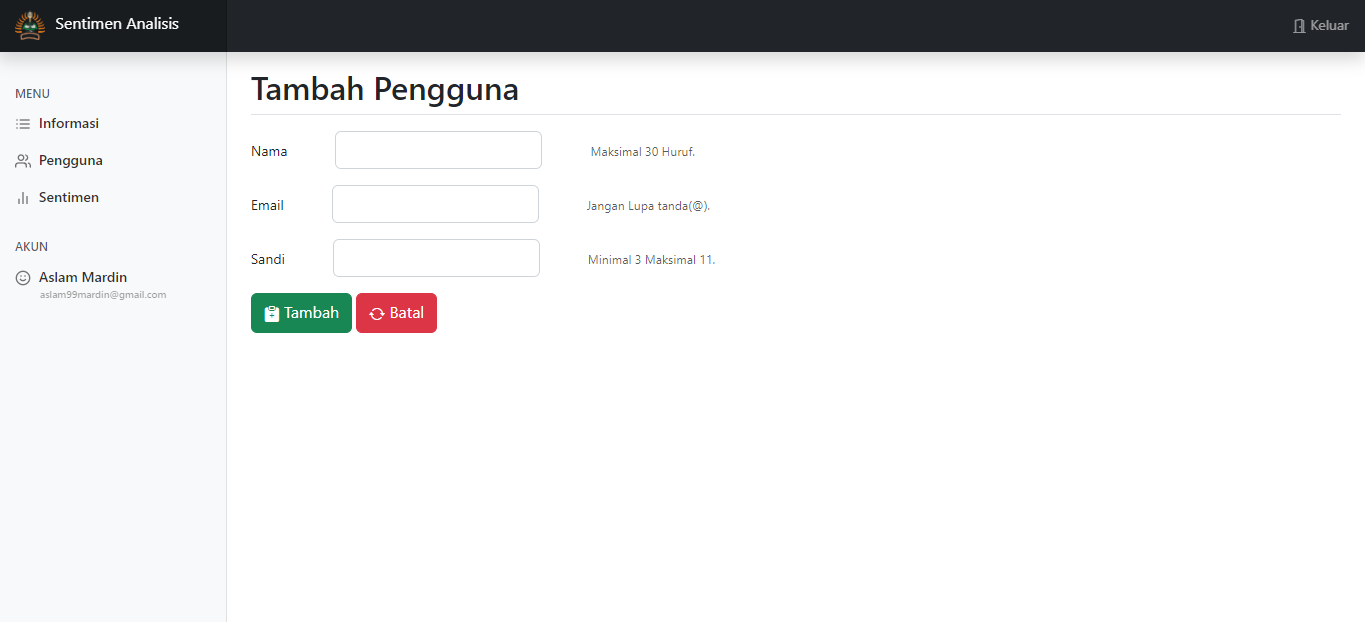 Sentimen Analisis
Keluar
MENU
Informasi
Pengguna
Sentimen
AKUN
Aslam Mardin
aslam99mardin@gmail.com
Tambah Pengguna
Nama
Maksimal 30 Huruf.
Email
Jangan Lupa tanda(@).
Sandi
Minimal 3 Maksimal 11.
Tambah
Batal